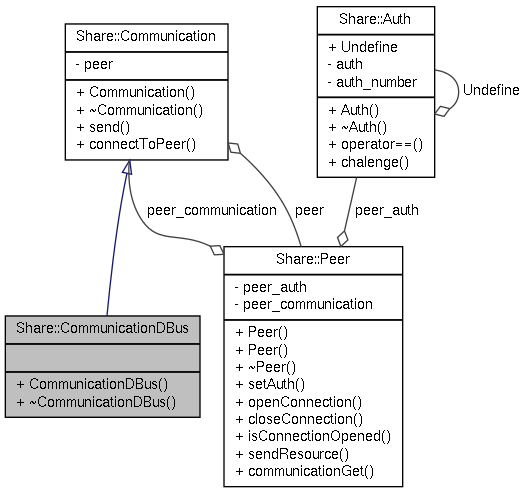 Share::Communication
- peer
+ Communication()
+ ~Communication()
+ send()
+ connectToPeer()
Share::Auth
+ Undefine
- auth
- auth_number
+ Auth()
+ ~Auth()
+ operator==()
+ chalenge()
Undefine
peer_communication
peer
peer_auth
Share::CommunicationDBus
+ CommunicationDBus()
+ ~CommunicationDBus()
Share::Peer
- peer_auth
- peer_communication
+ Peer()
+ Peer()
+ ~Peer()
+ setAuth()
+ openConnection()
+ closeConnection()
+ isConnectionOpened()
+ sendResource()
+ communicationGet()